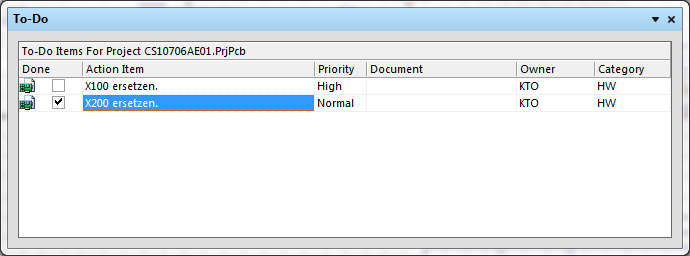 To-Do
To-Do Items For Project CS10706AE01.PrjPcb
Done Action Item Priority Document Owner Category
X100 ersetzen. High KTO HW
X200 ersetzen. Normal KTO HW